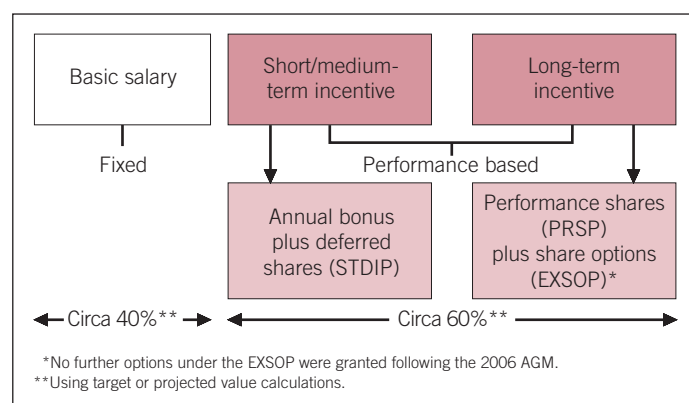 Basic salary
Short/medium-
term incentive
Long-term
incentive
Fixed
Performance based
Annual bonus
plus deferred
shares (STDIP)
Performance shares
(PRSP)
plus share options
(EXSOP)*
Circa 40%**
Circa 60%**
*No further options under the EXSOP were granted following the 2006 AGM.
**Using target or projected value calculations.